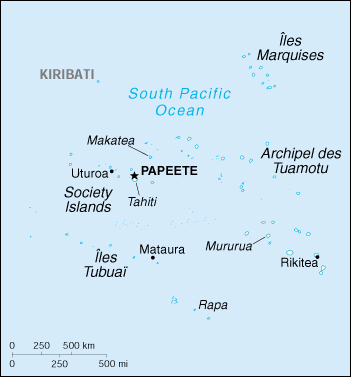 Îles
Marquises
KIRIBATI
South Pacific
Ocean
Makatea
Archipel des
Tuamotu
Uturoa
PAPEETE
Society
Islands
Tahiti
Mururua
Îles
Tubuaï
Mataura
Rikitea
Rapa
0 250 500 km
0 250 500 mi